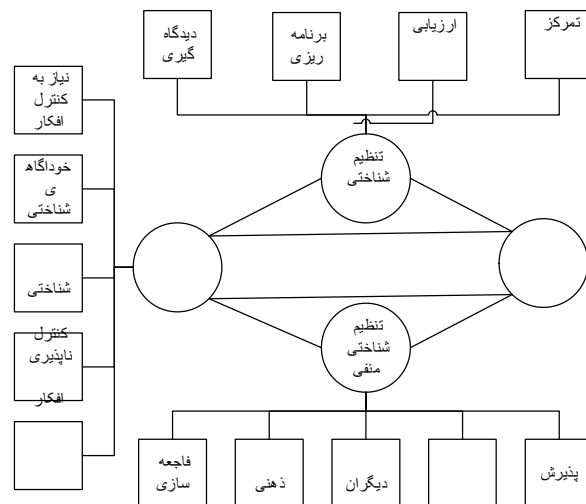 دیدگاه
گیری
برنامه
ریزی
ارزیابی
تمرکز
نیاز به
کنترل
افکار
خوداگاه
ی
شناختی
شناختی
کنترل
ناپذیری
افکار
تنظیم
شناختی
تنظیم
شناختی
منفی
فاجعه
سازی
ذهنی
دیگران
پذیرش